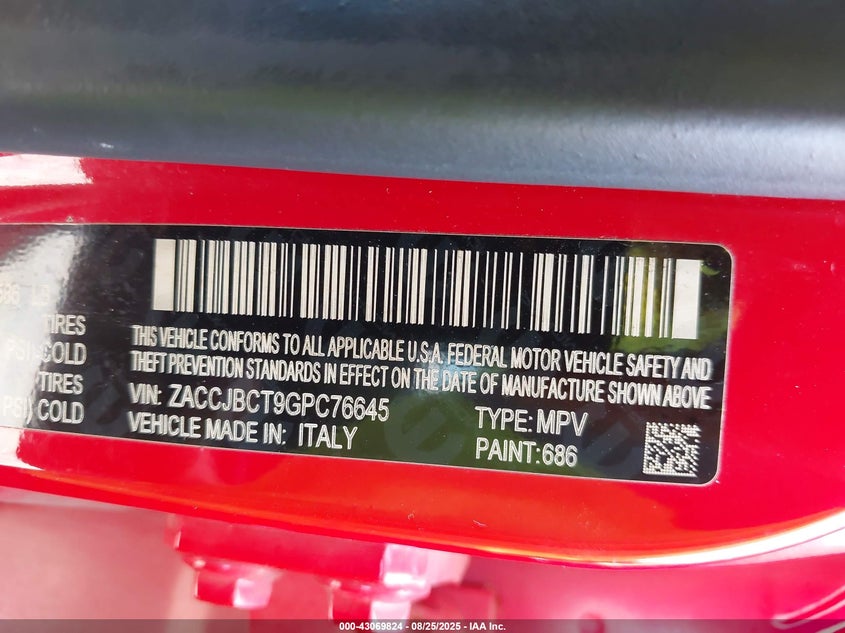 TIRES
PSI COLD
TIRES
PSI COLD
THIS VEHICLE CONFORMS TO ALL APPLICABLE U.S.A. FEDERAL MOTOR VEHICLE SAFETY AND
THEFT PREVENTION STANDARDS IN EFFECT ON THE DATE OF MANUFACTURE SHOWN ABOVE
VIN: ZACCJBCT9GPC76645
TYPE: MPV
VEHICLE MADE IN: ITALY
PAINT:686
000-43069824 | 08/25/2025 - IAA Inc.